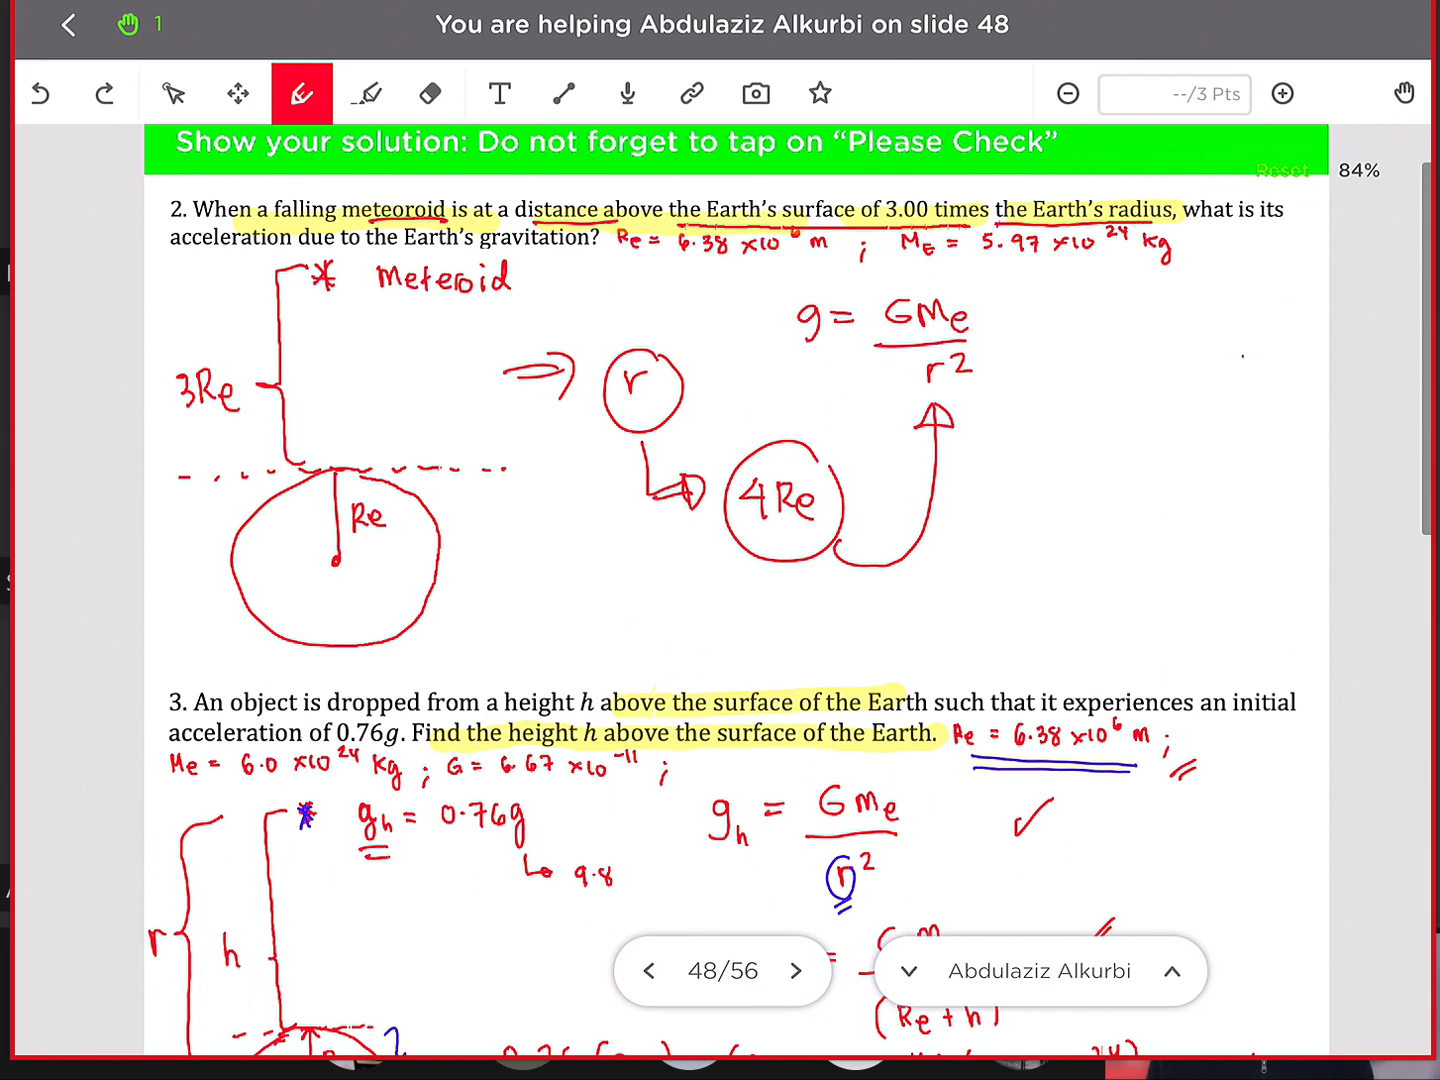 1 You are helping Abdulaziz Alkurbi on slide 48
T --/3 Pts
Show your solution: Do not forget to tap on “Please Check”
Reset 84%
2. When a falling meteoroid is at a distance above the Earth’s surface of 3.00 times the Earth’s radius, what is its
acceleration due to the Earth’s gravitation? Re = 6.38 ×10⁶ m ; ME = 5.97 ×10²⁴ kg
* meteroid
g = GMe
r²
3Re
r
4Re
Re
3. An object is dropped from a height h above the surface of the Earth such that it experiences an initial
acceleration of 0.76g. Find the height h above the surface of the Earth. Re = 6.38 ×10⁶ m ;
Me = 6.0 ×10²⁴ kg ; G = 6.67 ×10⁻¹¹ ;
* gh = 0.76g
gh = GMe
r²
9.8
r h
48/56 Abdulaziz Alkurbi
(Re + h)